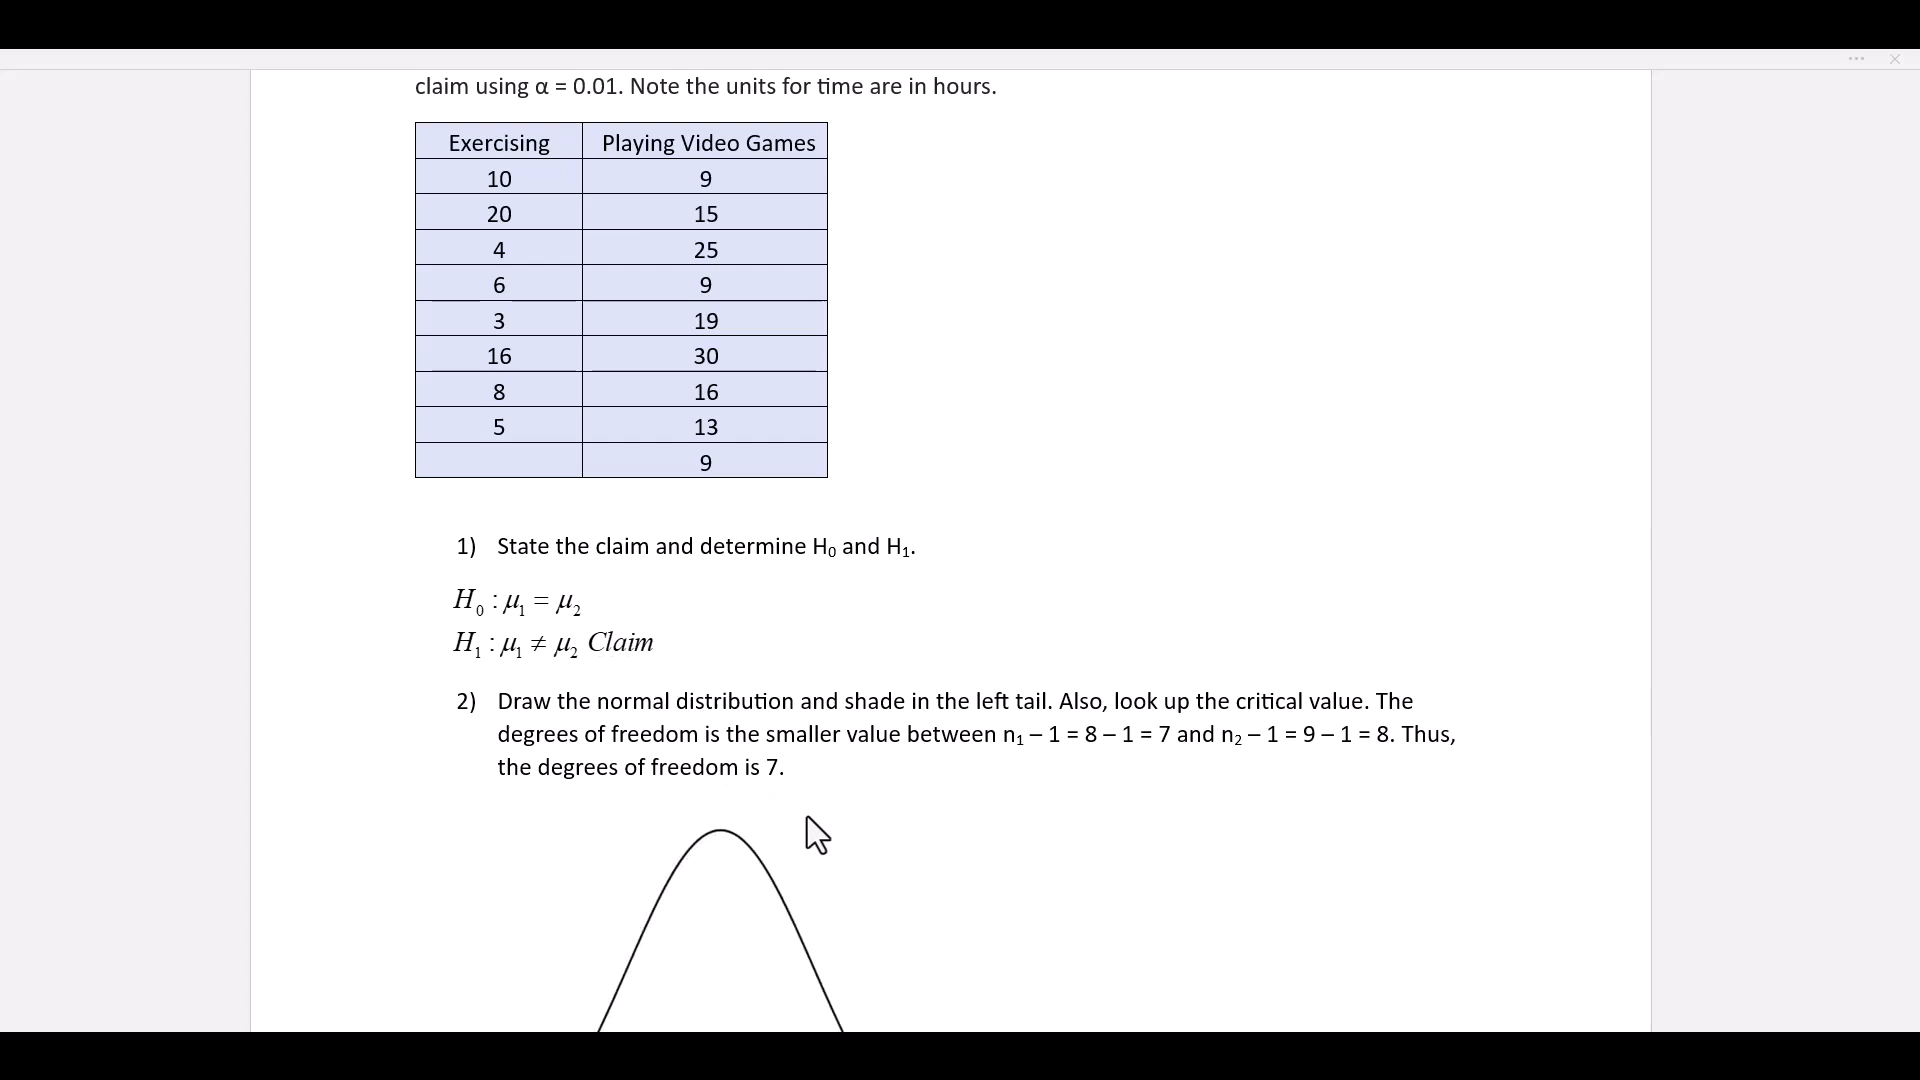 claim using α = 0.01. Note the units for time are in hours.
Exercising Playing Video Games
10 9
20 15
4 25
6 9
3 19
16 30
8 16
5 13
9
1) State the claim and determine H₀ and H₁.
H₀ : μ₁ = μ₂
H₁ : μ₁ ≠ μ₂ Claim
2) Draw the normal distribution and shade in the left tail. Also, look up the critical value. The
degrees of freedom is the smaller value between n₁ – 1 = 8 – 1 = 7 and n₂ – 1 = 9 – 1 = 8. Thus,
the degrees of freedom is 7.